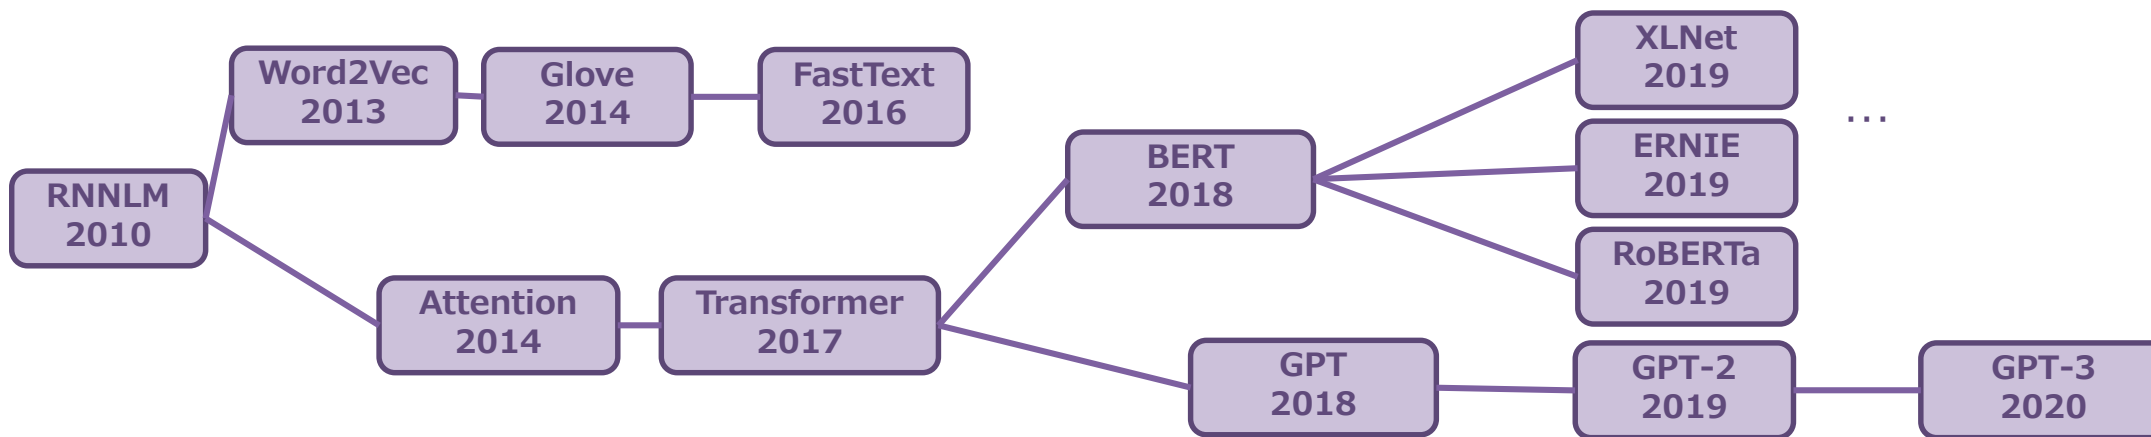 RNNLM
2010
Word2Vec
2013
Glove
2014
FastText
2016
Attention
2014
Transformer
2017
BERT
2018
XLNet
2019
ERNIE
2019
RoBERTa
2019
...
GPT
2018
GPT-2
2019
GPT-3
2020